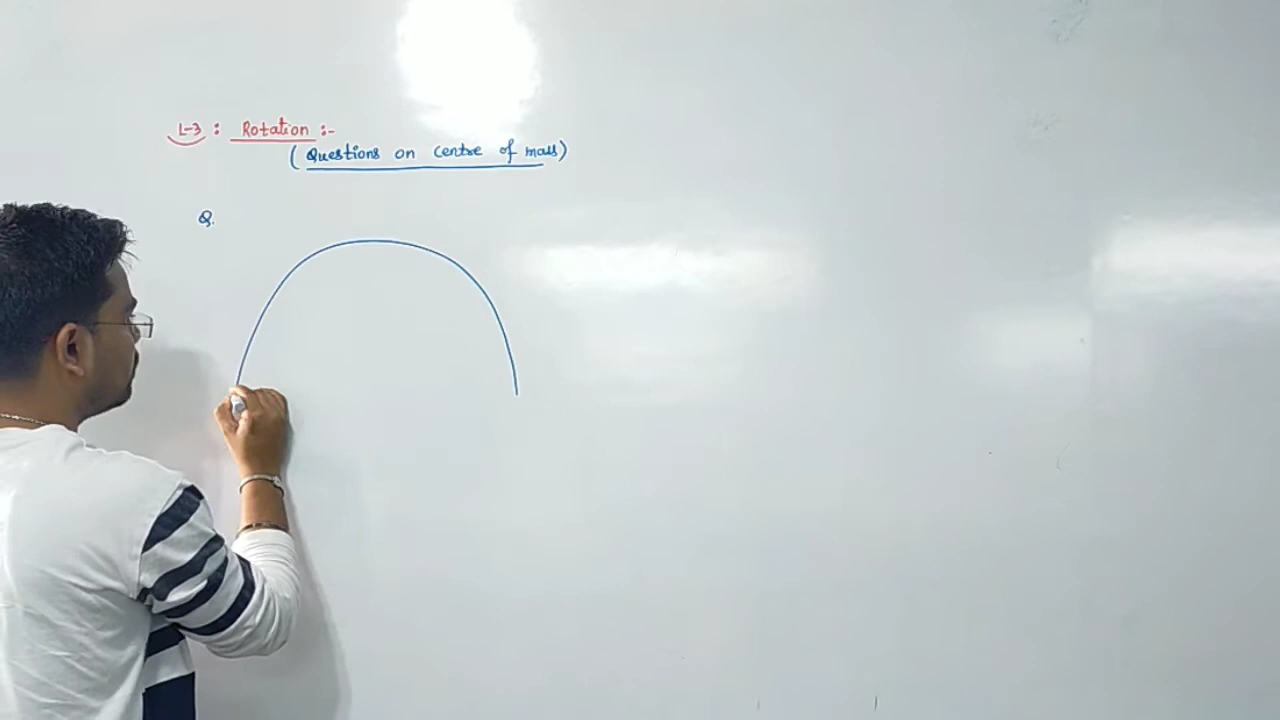 L-3 : Rotation :-
( Questions on centre of mass)
Q.